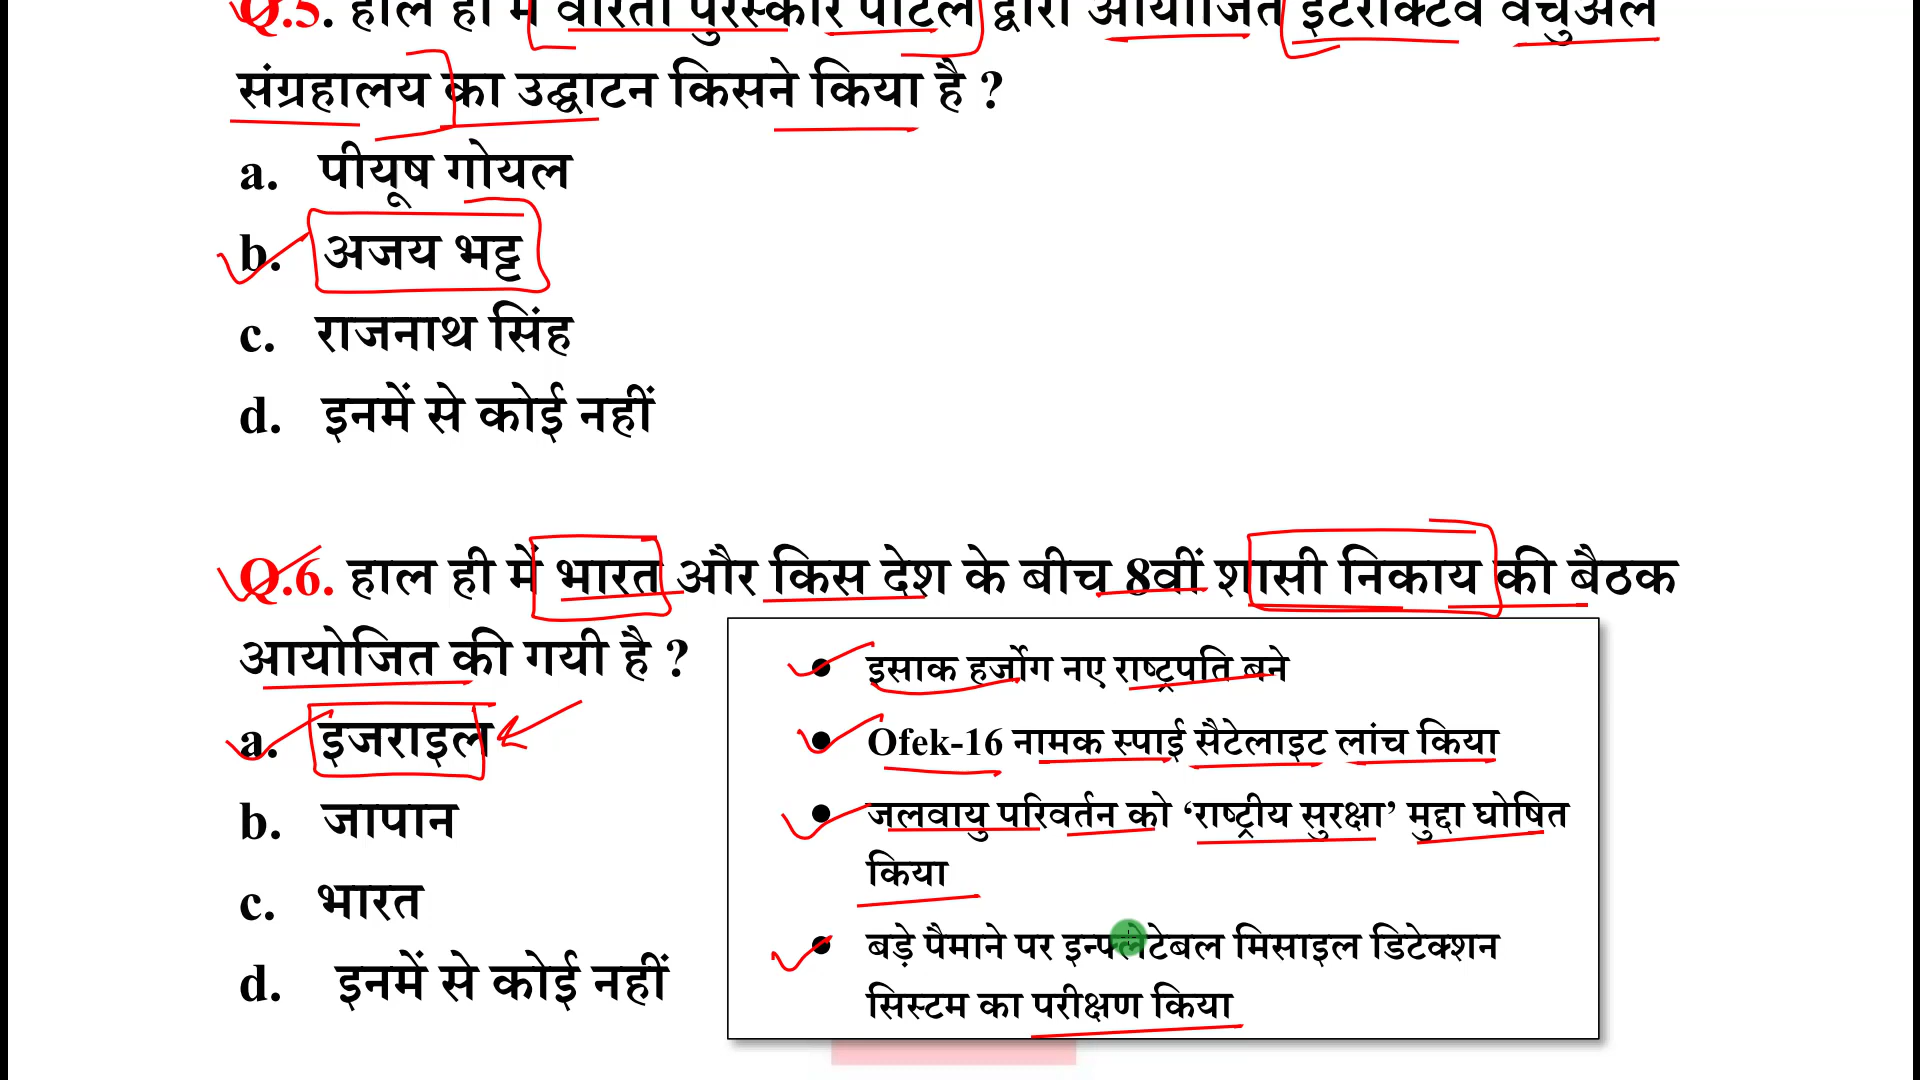 Q.5. हाल ही में वीरता पुरस्कार पोर्टल द्वारा आयोजित इंटरेक्टिव वर्चुअल
संग्रहालय का उद्घाटन किसने किया है ?
a. पीयूष गोयल
b. अजय भट्ट
c. राजनाथ सिंह
d. इनमें से कोई नहीं
Q.6. हाल ही में भारत और किस देश के बीच 8वीं शासी निकाय की बैठक
आयोजित की गयी है ?
a. इजराइल
b. जापान
c. भारत
d. इनमें से कोई नहीं
● इसाक हर्जोग नए राष्ट्रपति बने
● Ofek-16 नामक स्पाई सैटेलाइट लांच किया
● जलवायु परिवर्तन को ‘राष्ट्रीय सुरक्षा’ मुद्दा घोषित
किया
● बड़े पैमाने पर इन्फ्लेटेबल मिसाइल डिटेक्शन
सिस्टम का परीक्षण किया